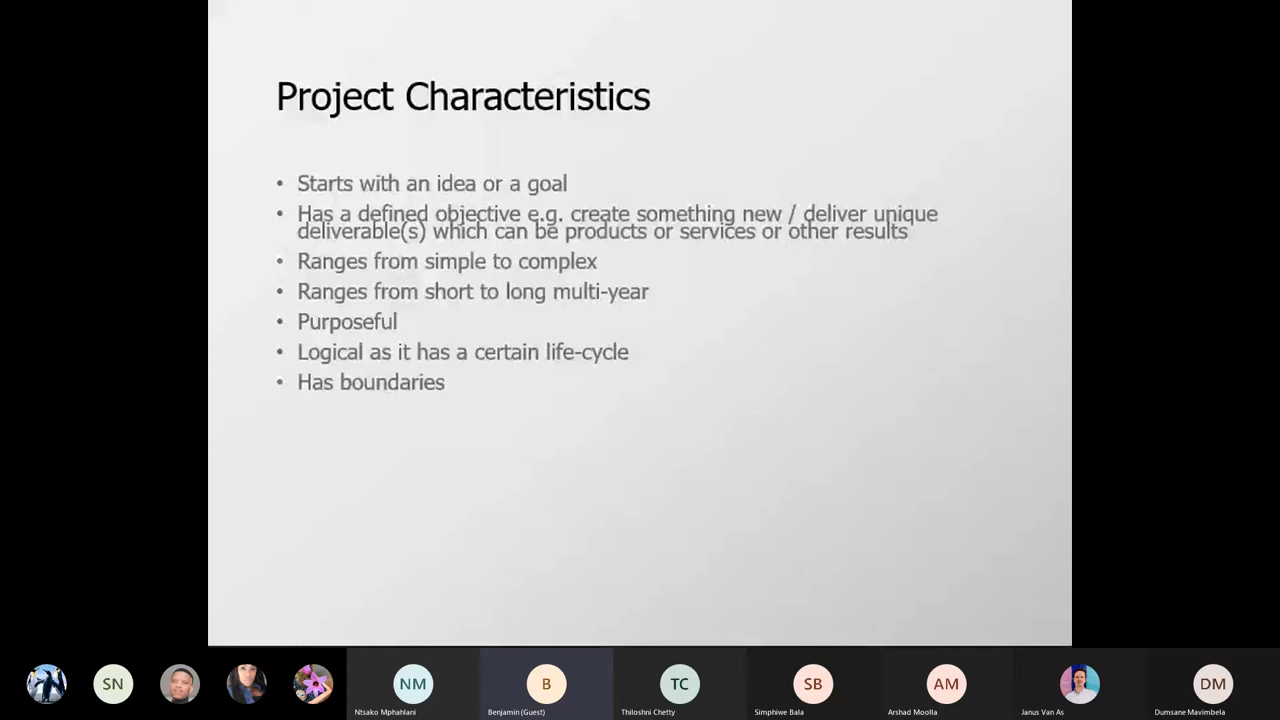 Project Characteristics
• Starts with an idea or a goal
• Has a defined objective e.g. create something new / deliver unique
deliverable(s) which can be products or services or other results
• Ranges from simple to complex
• Ranges from short to long multi-year
• Purposeful
• Logical as it has a certain life-cycle
• Has boundaries
SN
NM
B
TC
SB
AM
DM
Ntsako Mphahlani
Benjamin (Guest)
Thiloshni Chetty
Simphiwe Bala
Arshad Moolla
Janus Van As
Dumsane Mavimbela